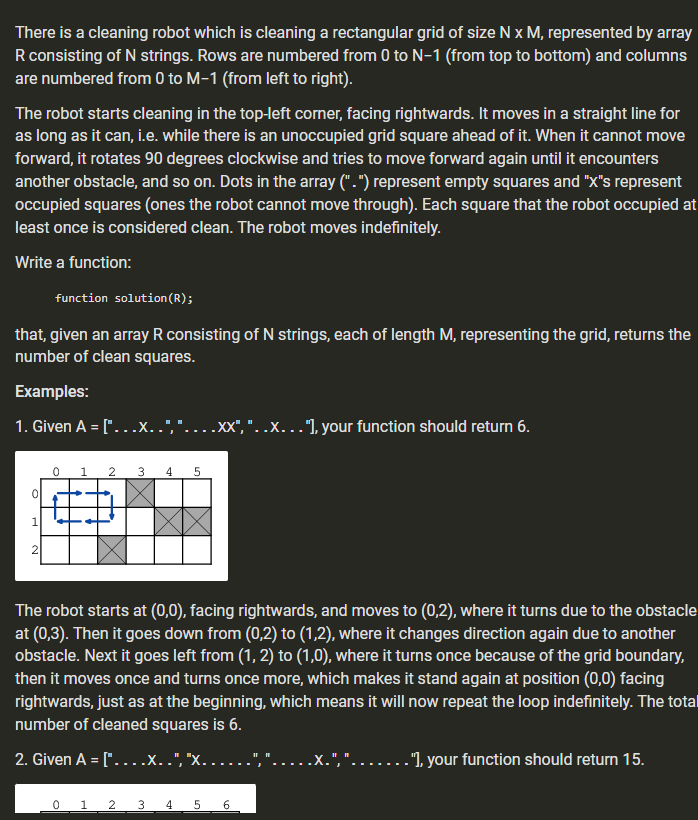 There is a cleaning robot which is cleaning a rectangular grid of size N x M, represented by array
R consisting of N strings. Rows are numbered from 0 to N−1 (from top to bottom) and columns
are numbered from 0 to M−1 (from left to right).
The robot starts cleaning in the top-left corner, facing rightwards. It moves in a straight line for
as long as it can, i.e. while there is an unoccupied grid square ahead of it. When it cannot move
forward, it rotates 90 degrees clockwise and tries to move forward again until it encounters
another obstacle, and so on. Dots in the array (".") represent empty squares and "X"s represent
occupied squares (ones the robot cannot move through). Each square that the robot occupied at
least once is considered clean. The robot moves indefinitely.
Write a function:
function solution(R);
that, given an array R consisting of N strings, each of length M, representing the grid, returns the
number of clean squares.
Examples:
1. Given A = ["...X..", "....XX", "..X..."], your function should return 6.
0 1 2 3 4 5
0
1
2
The robot starts at (0,0), facing rightwards, and moves to (0,2), where it turns due to the obstacle
at (0,3). Then it goes down from (0,2) to (1,2), where it changes direction again due to another
obstacle. Next it goes left from (1, 2) to (1,0), where it turns once because of the grid boundary,
then it moves once and turns once more, which makes it stand again at position (0,0) facing
rightwards, just as at the beginning, which means it will now repeat the loop indefinitely. The total
number of cleaned squares is 6.
2. Given A = ["....X..", "X......", ".....X.", "......."], your function should return 15.
0 1 2 3 4 5 6